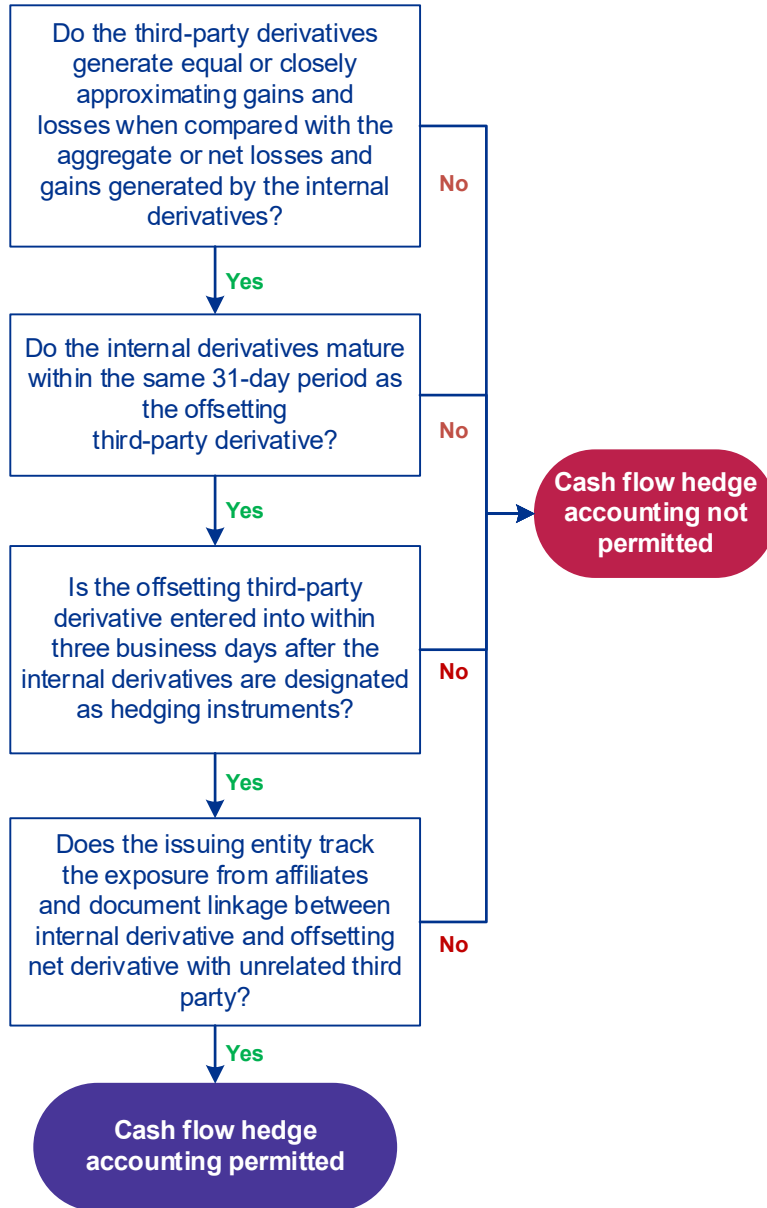 Do the third-party derivatives
generate equal or closely
approximating gains and
losses when compared with the
aggregate or net losses and
gains generated by the internal
derivatives?
No
Yes
Do the internal derivatives mature
within the same 31-day period as
the offsetting
third-party derivative?
No
Yes
Cash flow hedge
accounting not
permitted
Is the offsetting third-party
derivative entered into within
three business days after the
internal derivatives are designated
as hedging instruments?
No
Yes
Does the issuing entity track
the exposure from affiliates
and document linkage between
internal derivative and offsetting
net derivative with unrelated third
party?
No
Yes
Cash flow hedge
accounting permitted